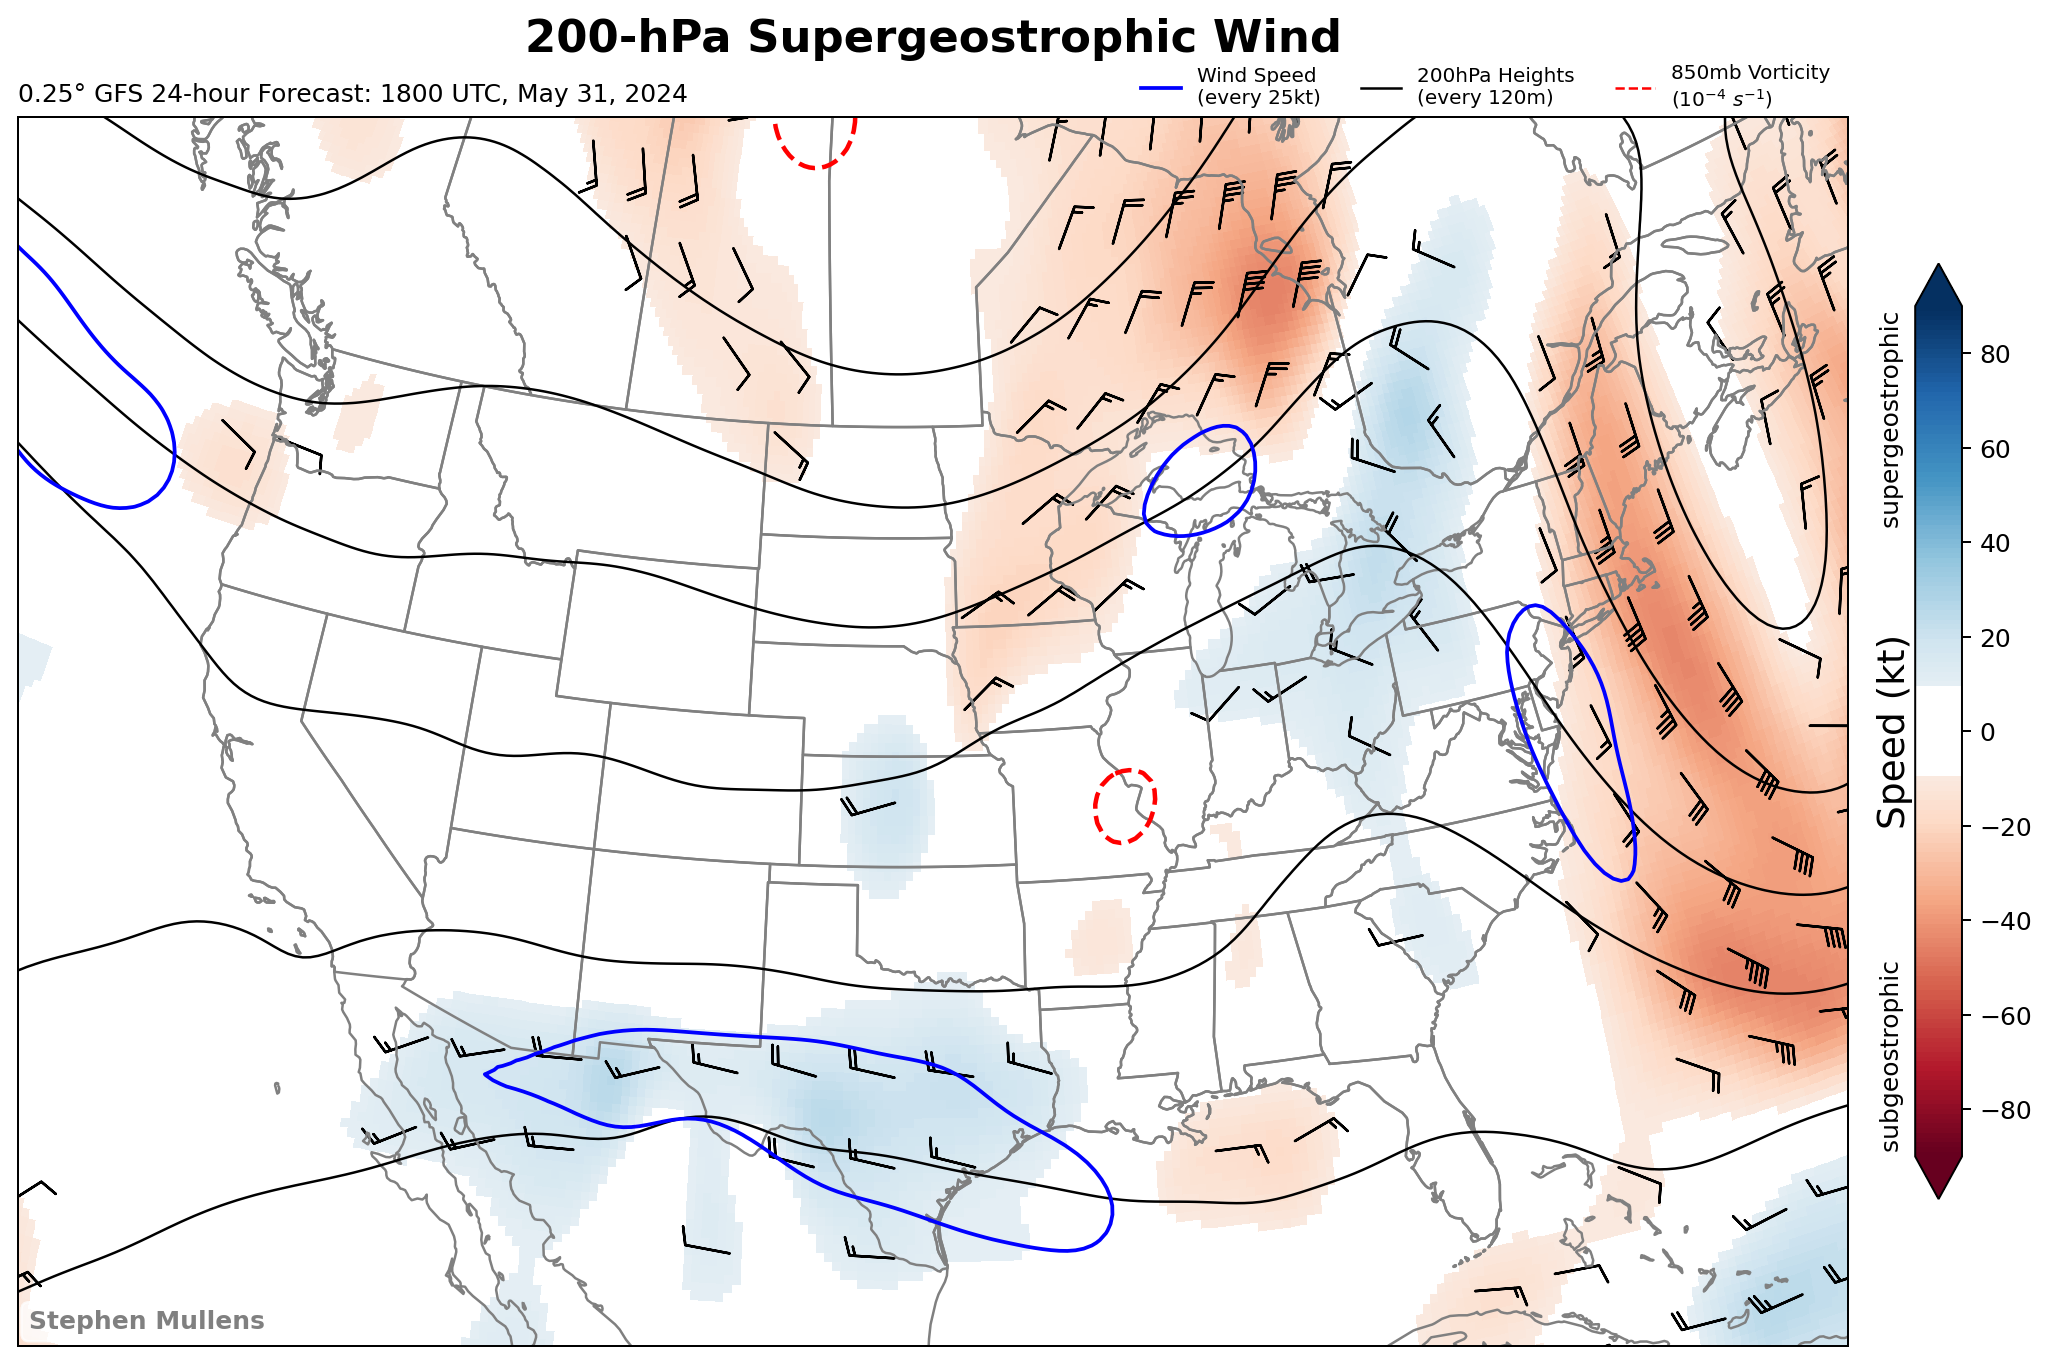 200-hPa Supergeostrophic Wind
0.25° GFS 24-hour Forecast: 1800 UTC, May 31, 2024
Wind Speed
(every 25kt)
200hPa Heights
(every 120m)
850mb Vorticity
(10⁻⁴ s⁻¹)
supergeostrophic
subgeostrophic
Speed (kt)
80
60
40
20
0
−20
−40
−60
−80
Stephen Mullens